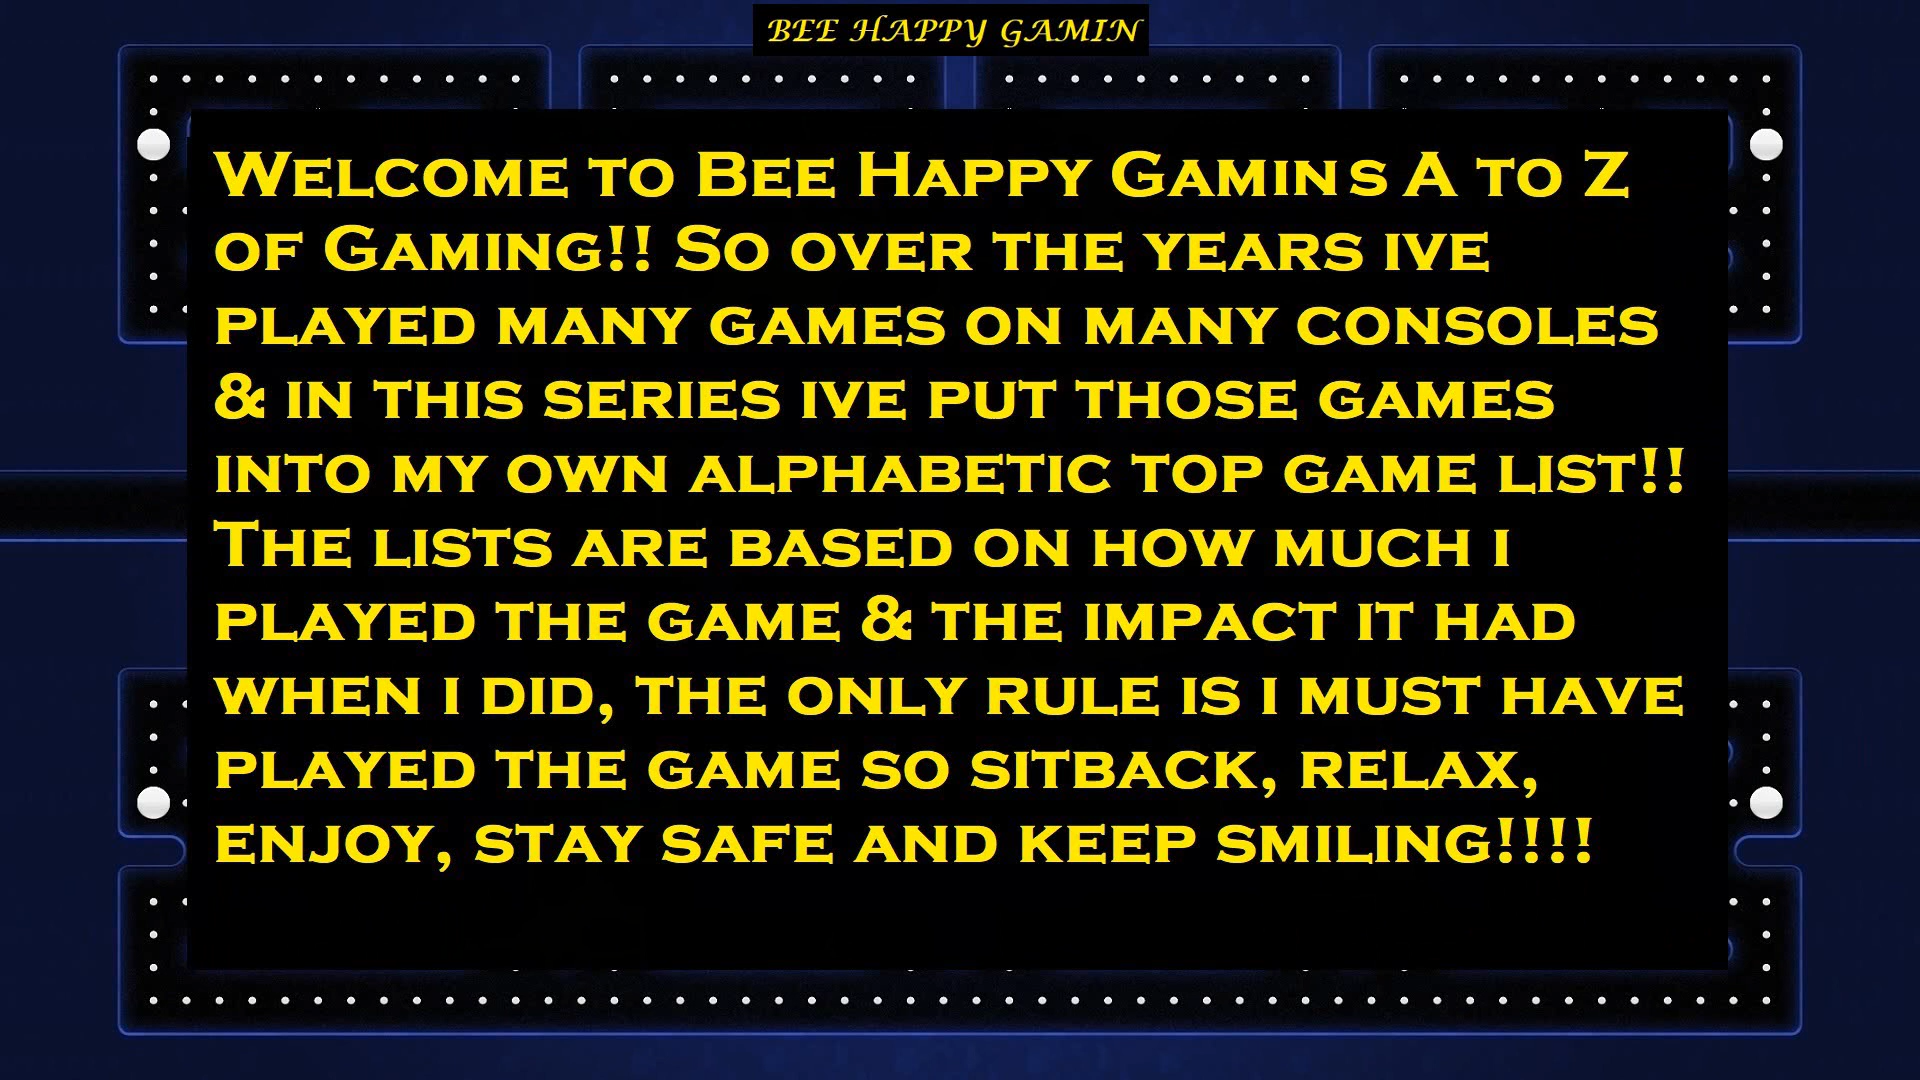 BEE HAPPY GAMIN
Welcome to Bee Happy Gamins A to Z
of Gaming!! So over the years ive
played many games on many consoles
& in this series ive put those games
into my own alphabetic top game list!!
The lists are based on how much i
played the game & the impact it had
when i did, the only rule is i must have
played the game so sitback, relax,
enjoy, stay safe and keep smiling!!!!